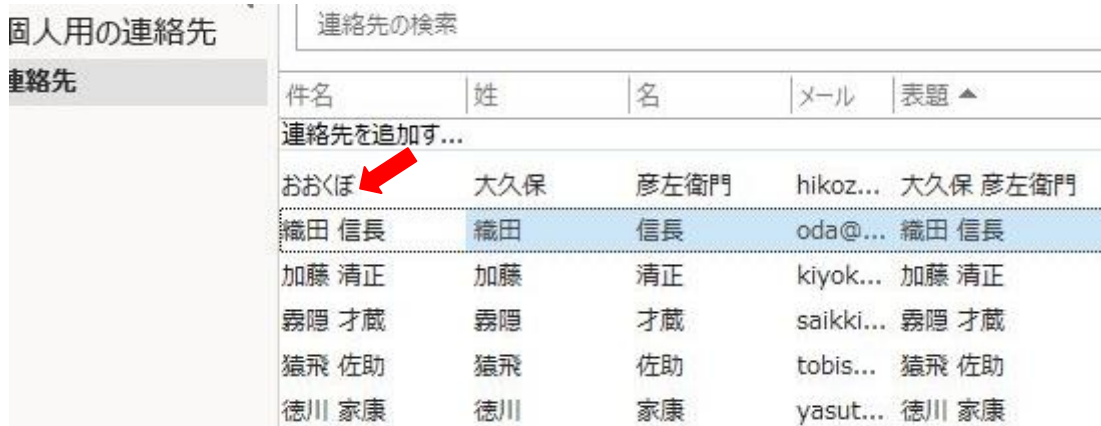 個人用の連絡先
連絡先の検索
連絡先
件名 姓 名 メール 表題 ▲
連絡先を追加す...
おおくぼ 大久保 彦左衛門 hikoz... 大久保 彦左衛門
織田 信長 織田 信長 oda@... 織田 信長
加藤 清正 加藤 清正 kiyok... 加藤 清正
霧隠 才蔵 霧隠 才蔵 saikki... 霧隠 才蔵
猿飛 佐助 猿飛 佐助 tobis... 猿飛 佐助
徳川 家康 徳川 家康 yasut... 徳川 家康